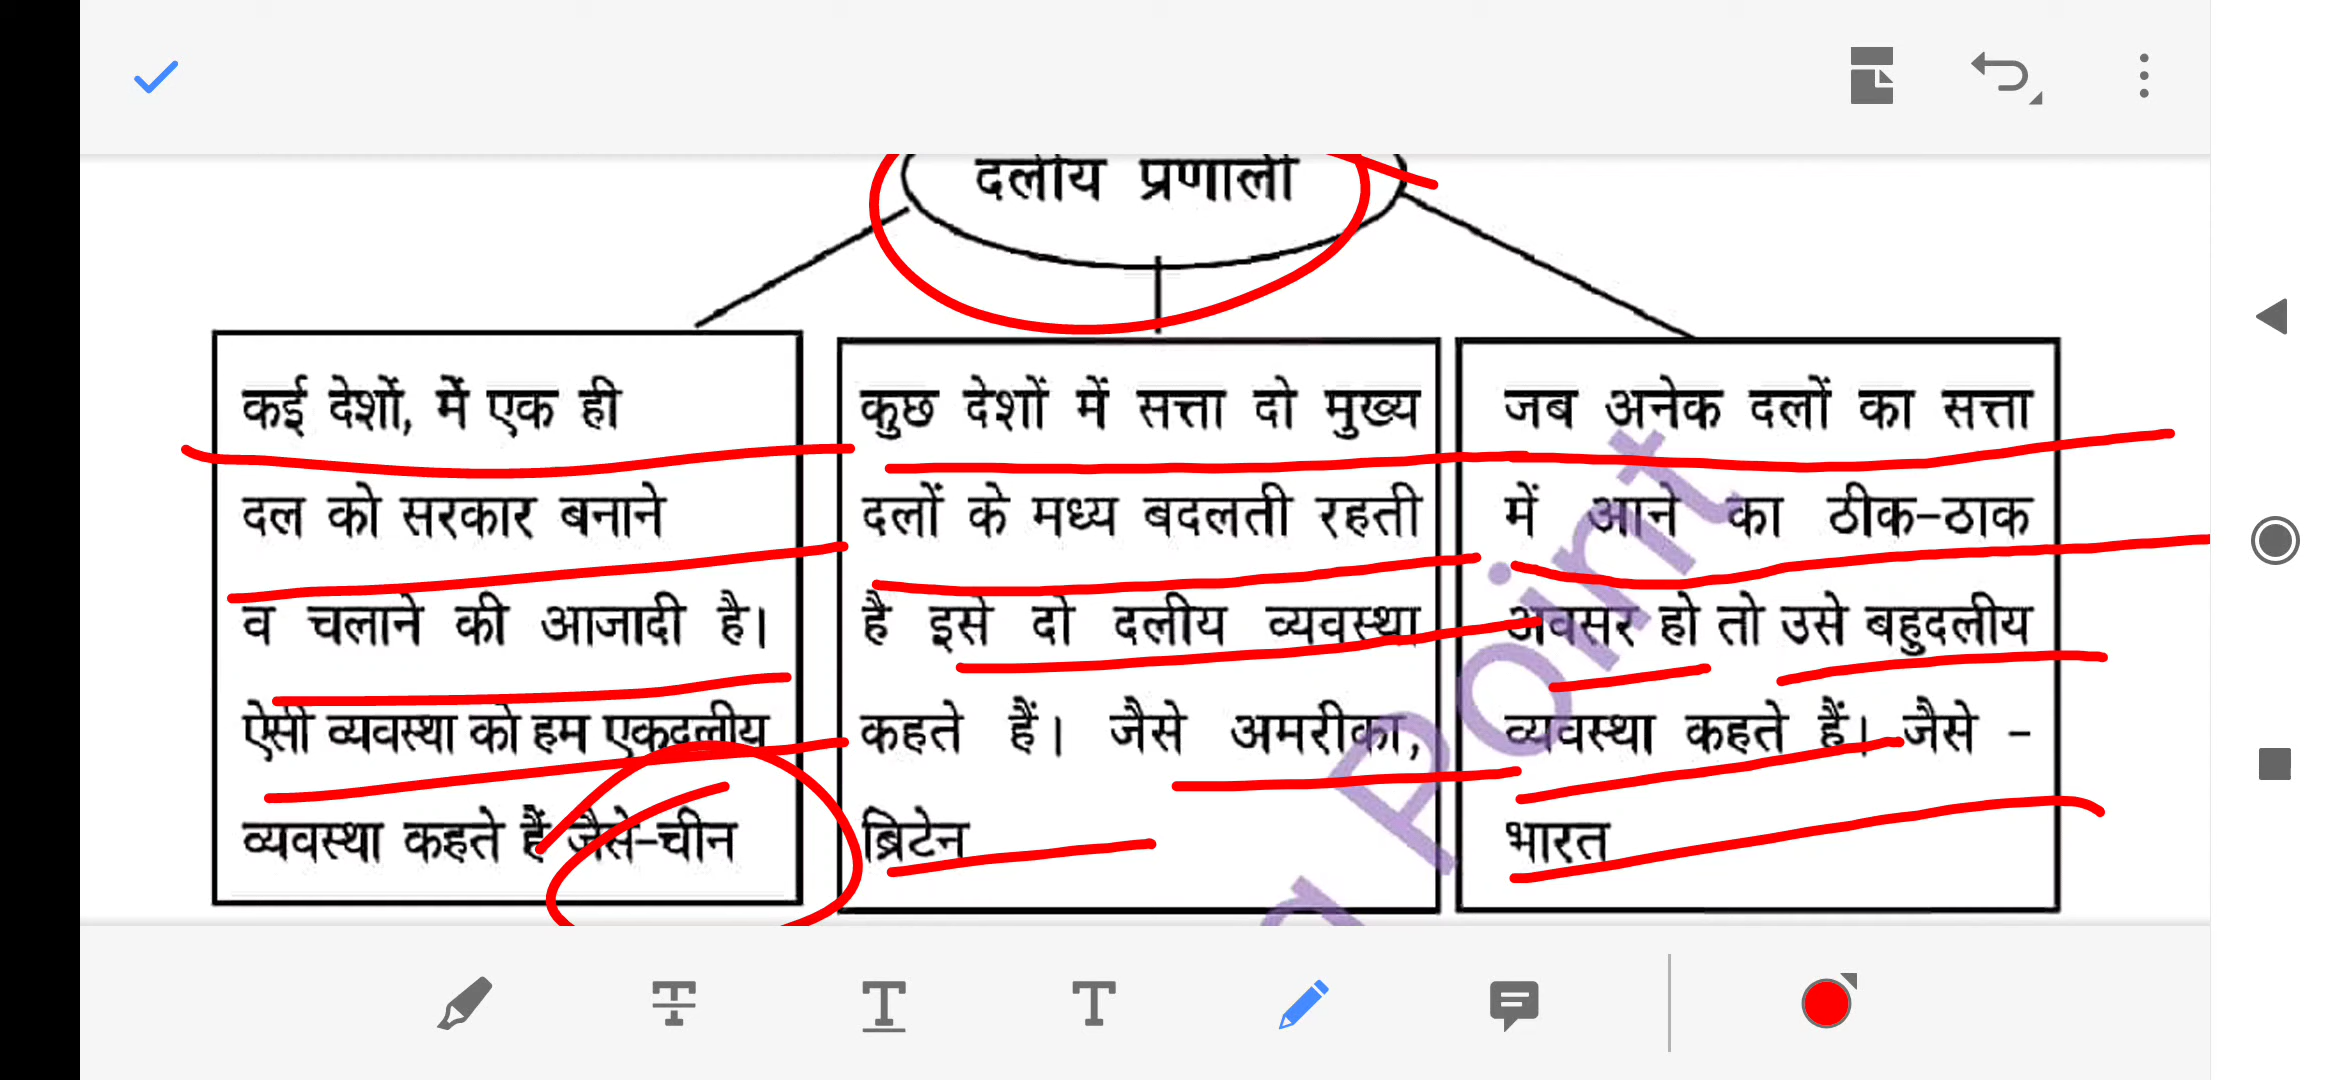 दलीय प्रणाली
कई देशों, में एक ही
दल को सरकार बनाने
व चलाने की आजादी है।
ऐसी व्यवस्था को हम एकदलीय
व्यवस्था कहते हैं जैसे-चीन
कुछ देशों में सत्ता दो मुख्य
दलों के मध्य बदलती रहती
है इसे दो दलीय व्यवस्था
कहते हैं। जैसे अमरीका,
ब्रिटेन
जब अनेक दलों का सत्ता
में आने का ठीक-ठाक
अवसर हो तो उसे बहुदलीय
व्यवस्था कहते हैं। जैसे -
भारत
Point